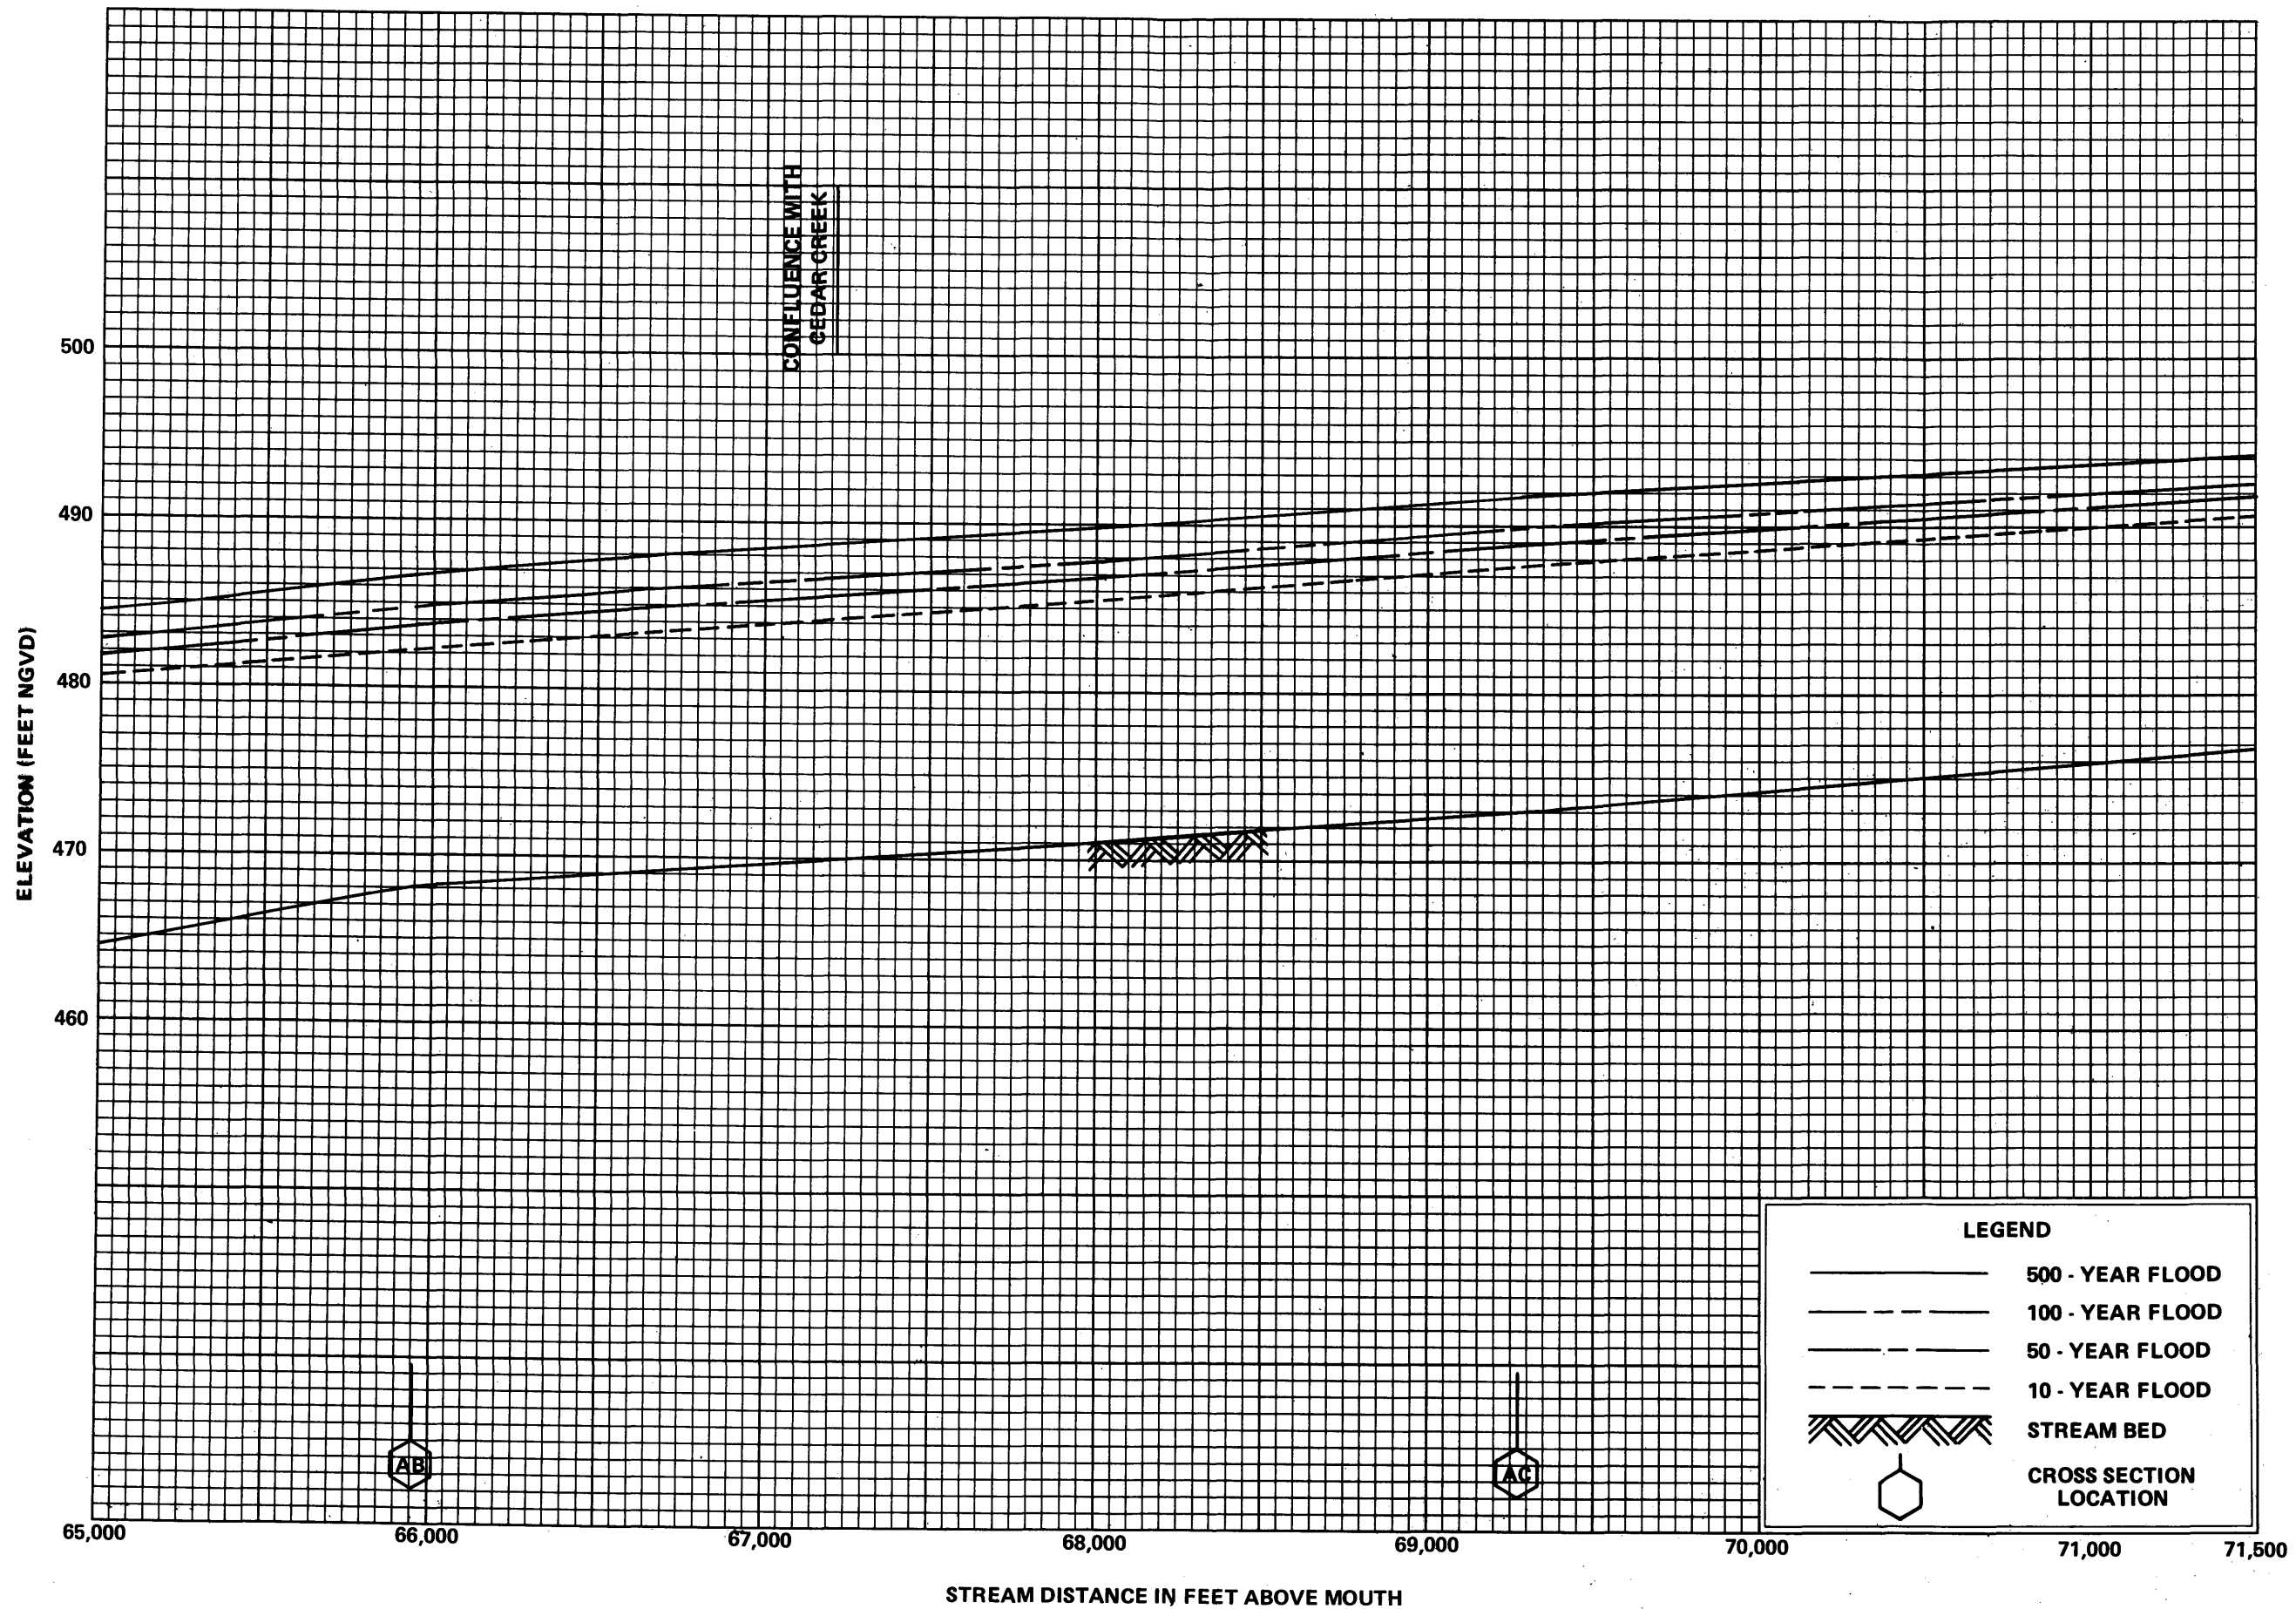 CONFLUENCE WITH
CEDAR CREEK
ELEVATION (FEET NGVD)
500
490
480
470
460
AB
AC
LEGEND
500 - YEAR FLOOD
100 - YEAR FLOOD
50 - YEAR FLOOD
10 - YEAR FLOOD
STREAM BED
CROSS SECTION
LOCATION
65,000
66,000
67,000
68,000
69,000
70,000
71,000
71,500
STREAM DISTANCE IN FEET ABOVE MOUTH